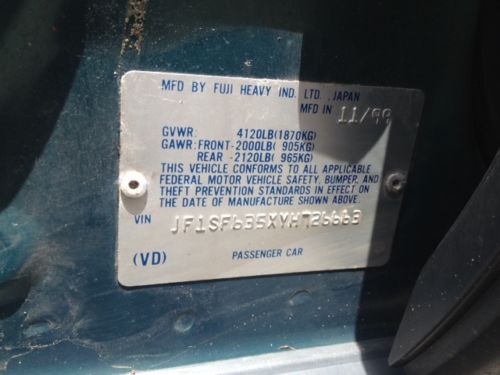 MFD BY FUJI HEAVY IND. LTD., JAPAN
MFD IN 11/99
GVWR: 4120LB(1870KG)
GAWR: FRONT-2000LB( 905KG)
REAR -2120LB( 965KG)
THIS VEHICLE CONFORMS TO ALL APPLICABLE
FEDERAL MOTOR VEHICLE SAFETY, BUMPER, AND
THEFT PREVENTION STANDARDS IN EFFECT ON
THE DATE OF MANUFACTURE SHOWN ABOVE.
VIN JF1SF635XYH726663
(VD) PASSENGER CAR